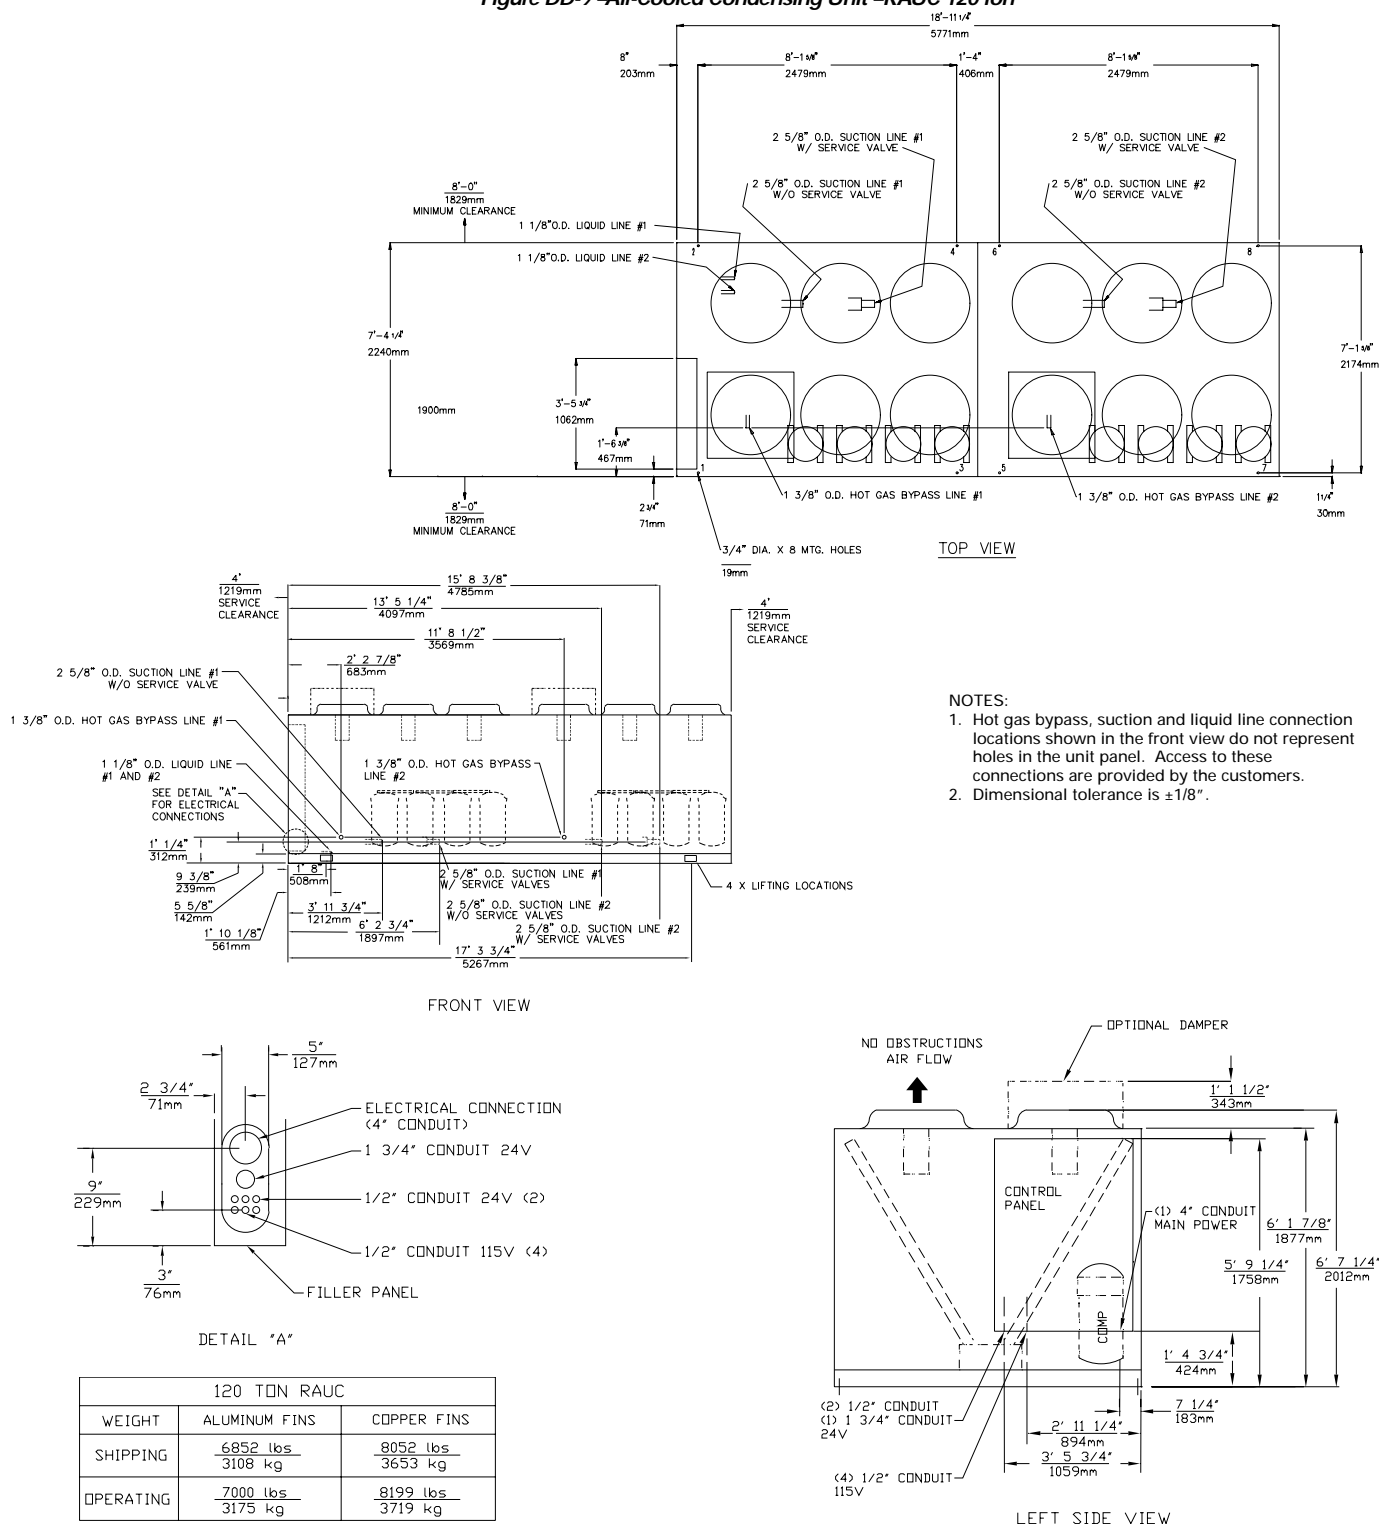 Figure DD-9–Air-Cooled Condensing Unit –RAUC 120 Ton
18'-11 1/4"
5771mm
8"
203mm
8'-1 5/8"
2479mm
1'-4"
406mm
8'-1 5/8"
2479mm
2 5/8" O.D. SUCTION LINE #1
W/ SERVICE VALVE
2 5/8" O.D. SUCTION LINE #2
W/ SERVICE VALVE
2 5/8" O.D. SUCTION LINE #1
W/O SERVICE VALVE
2 5/8" O.D. SUCTION LINE #2
W/O SERVICE VALVE
8'-0"
1829mm
MINIMUM CLEARANCE
1 1/8"O.D. LIQUID LINE #1
1 1/8"O.D. LIQUID LINE #2
2
4
6
8
7'-4 1/4"
2240mm
7'-1 5/8"
2174mm
1900mm
3'-5 3/4"
1062mm
1'-6 3/8"
467mm
1
3
5
7
8'-0"
1829mm
MINIMUM CLEARANCE
2 3/4"
71mm
1 3/8" O.D. HOT GAS BYPASS LINE #1
1 3/8" O.D. HOT GAS BYPASS LINE #2
1 1/4"
30mm
3/4" DIA. X 8 MTG. HOLES
19mm
TOP VIEW
4'
1219mm
SERVICE
CLEARANCE
15' 8 3/8"
4785mm
13' 5 1/4"
4097mm
11' 8 1/2"
3569mm
2' 2 7/8"
683mm
4'
1219mm
SERVICE
CLEARANCE
2 5/8" O.D. SUCTION LINE #1
W/O SERVICE VALVE
1 3/8" O.D. HOT GAS BYPASS LINE #1
1 1/8" O.D. LIQUID LINE
#1 AND #2
1 3/8" O.D. HOT GAS BYPASS
LINE #2
SEE DETAIL "A"
FOR ELECTRICAL
CONNECTIONS
1' 1/4"
312mm
9 3/8"
239mm
5 5/8"
142mm
1' 10 1/8"
561mm
1' 8"
508mm
3' 11 3/4"
1212mm
6' 2 3/4"
1897mm
17' 3 3/4"
5267mm
2 5/8" O.D. SUCTION LINE #1
W/ SERVICE VALVES
2 5/8" O.D. SUCTION LINE #2
W/O SERVICE VALVES
2 5/8" O.D. SUCTION LINE #2
W/ SERVICE VALVES
4 X LIFTING LOCATIONS
FRONT VIEW
NOTES:
1. Hot gas bypass, suction and liquid line connection
locations shown in the front view do not represent
holes in the unit panel. Access to these
connections are provided by the customers.
2. Dimensional tolerance is ±1/8".
5"
127mm
2 3/4"
71mm
ELECTRICAL CONNECTION
(4" CONDUIT)
1 3/4" CONDUIT 24V
1/2" CONDUIT 24V (2)
1/2" CONDUIT 115V (4)
9"
229mm
3"
76mm
FILLER PANEL
DETAIL "A"
OPTIONAL DAMPER
NO OBSTRUCTIONS
AIR FLOW
1' 1 1/2"
343mm
CONTROL
PANEL
(1) 4" CONDUIT
MAIN POWER
6' 1 7/8"
1877mm
5' 9 1/4"
1758mm
6' 7 1/4"
2012mm
COMP
1' 4 3/4"
424mm
7 1/4"
183mm
(2) 1/2" CONDUIT
(1) 1 3/4" CONDUIT
24V
2' 11 1/4"
894mm
3' 5 3/4"
1059mm
(4) 1/2" CONDUIT
115V
LEFT SIDE VIEW
120 TON RAUC
WEIGHT ALUMINUM FINS COPPER FINS
SHIPPING 6852 lbs 8052 lbs
3108 kg 3653 kg
OPERATING 7000 lbs 8199 lbs
3175 kg 3719 kg